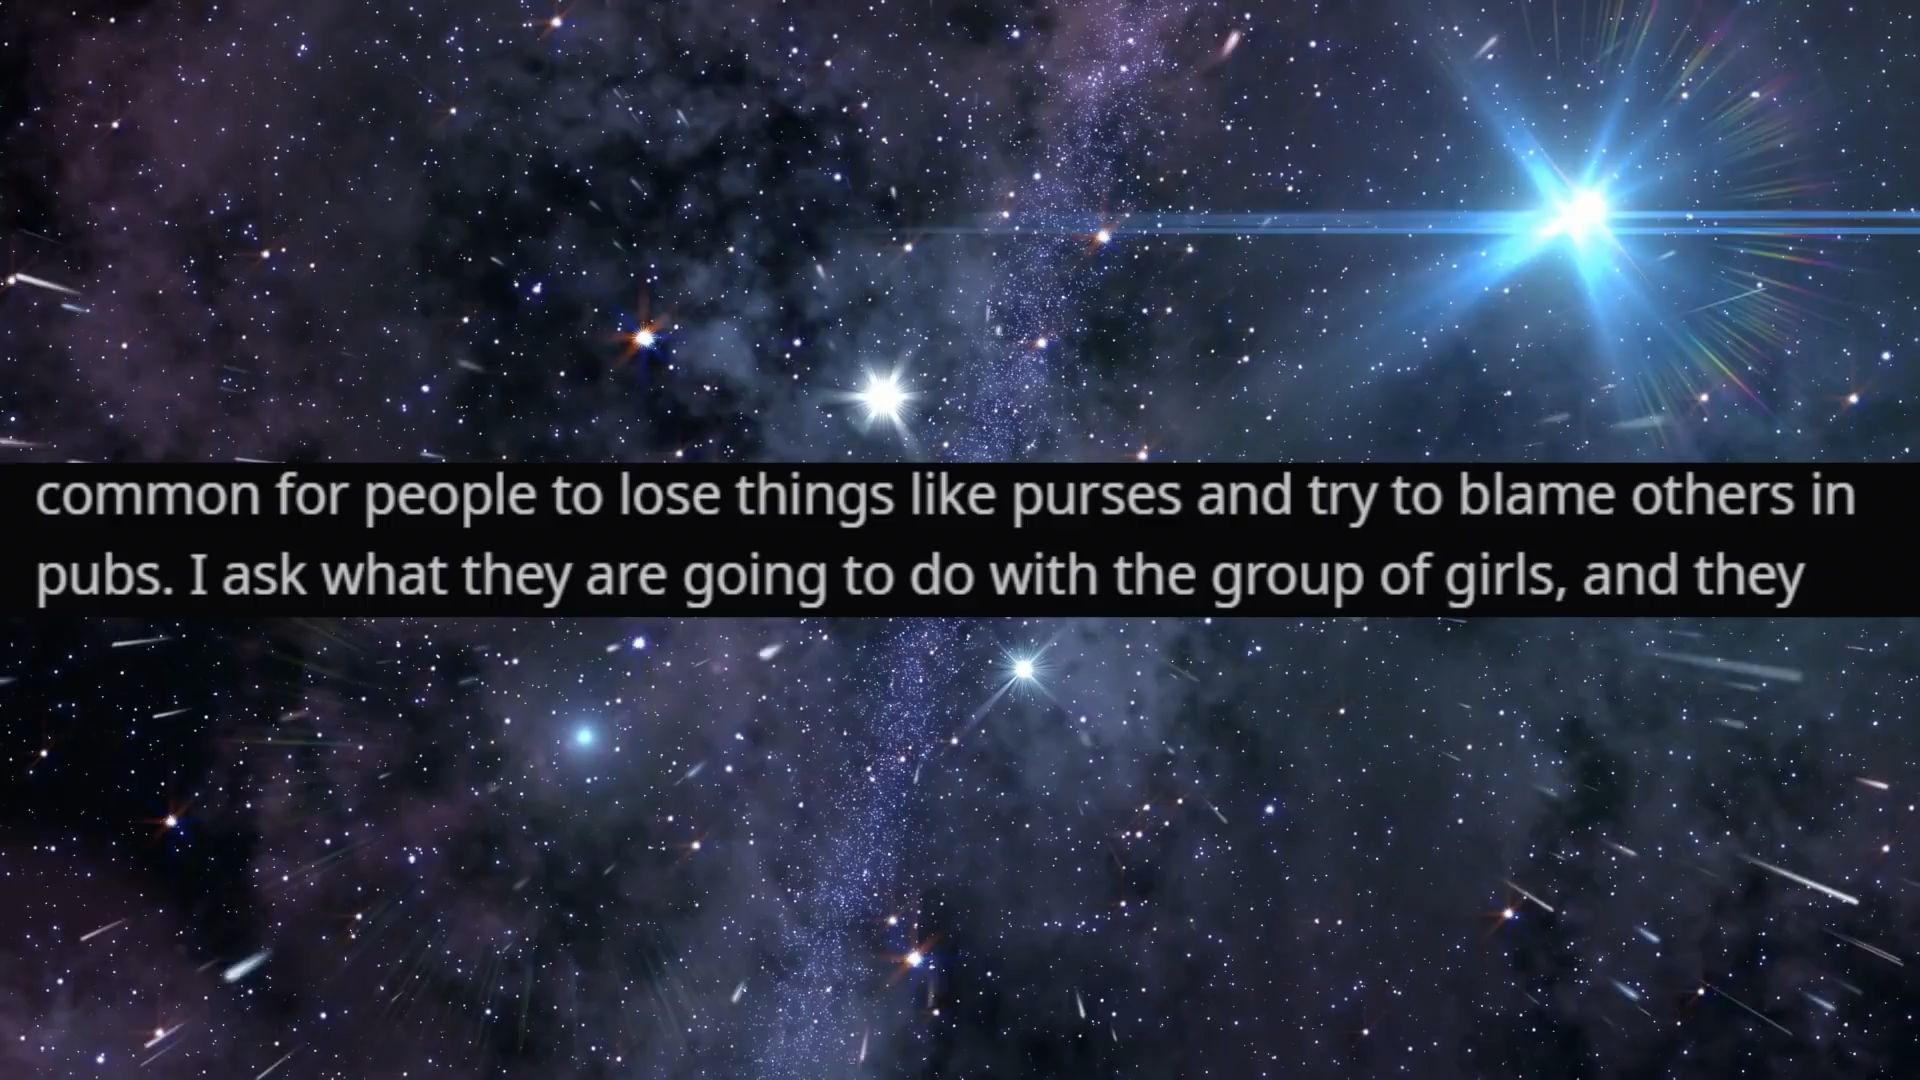 common for people to lose things like purses and try to blame others in
pubs. I ask what they are going to do with the group of girls, and they